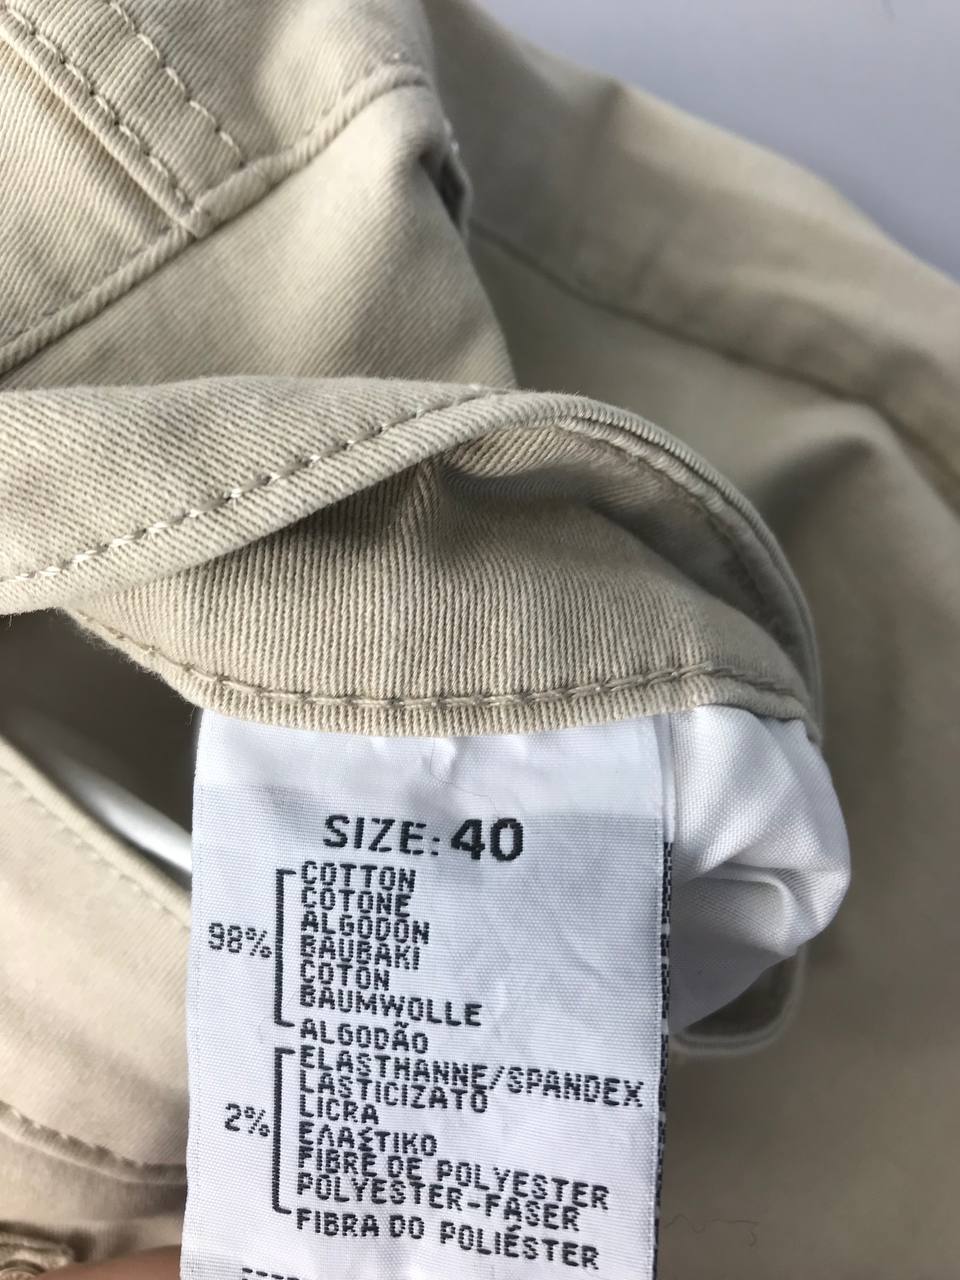 SIZE: 40
COTTON
COTONE
ALGODÓN
BAUBAKI
98% COTON
BAUMWOLLE
ALGODÃO
ELASTHANNE/SPANDEX
LASTICIZATO
LICRA
2% ΕΛΑΣΤΙΚΟ
FIBRE DE POLYESTER
POLYESTER-FASER
FIBRA DO POLIÉSTER